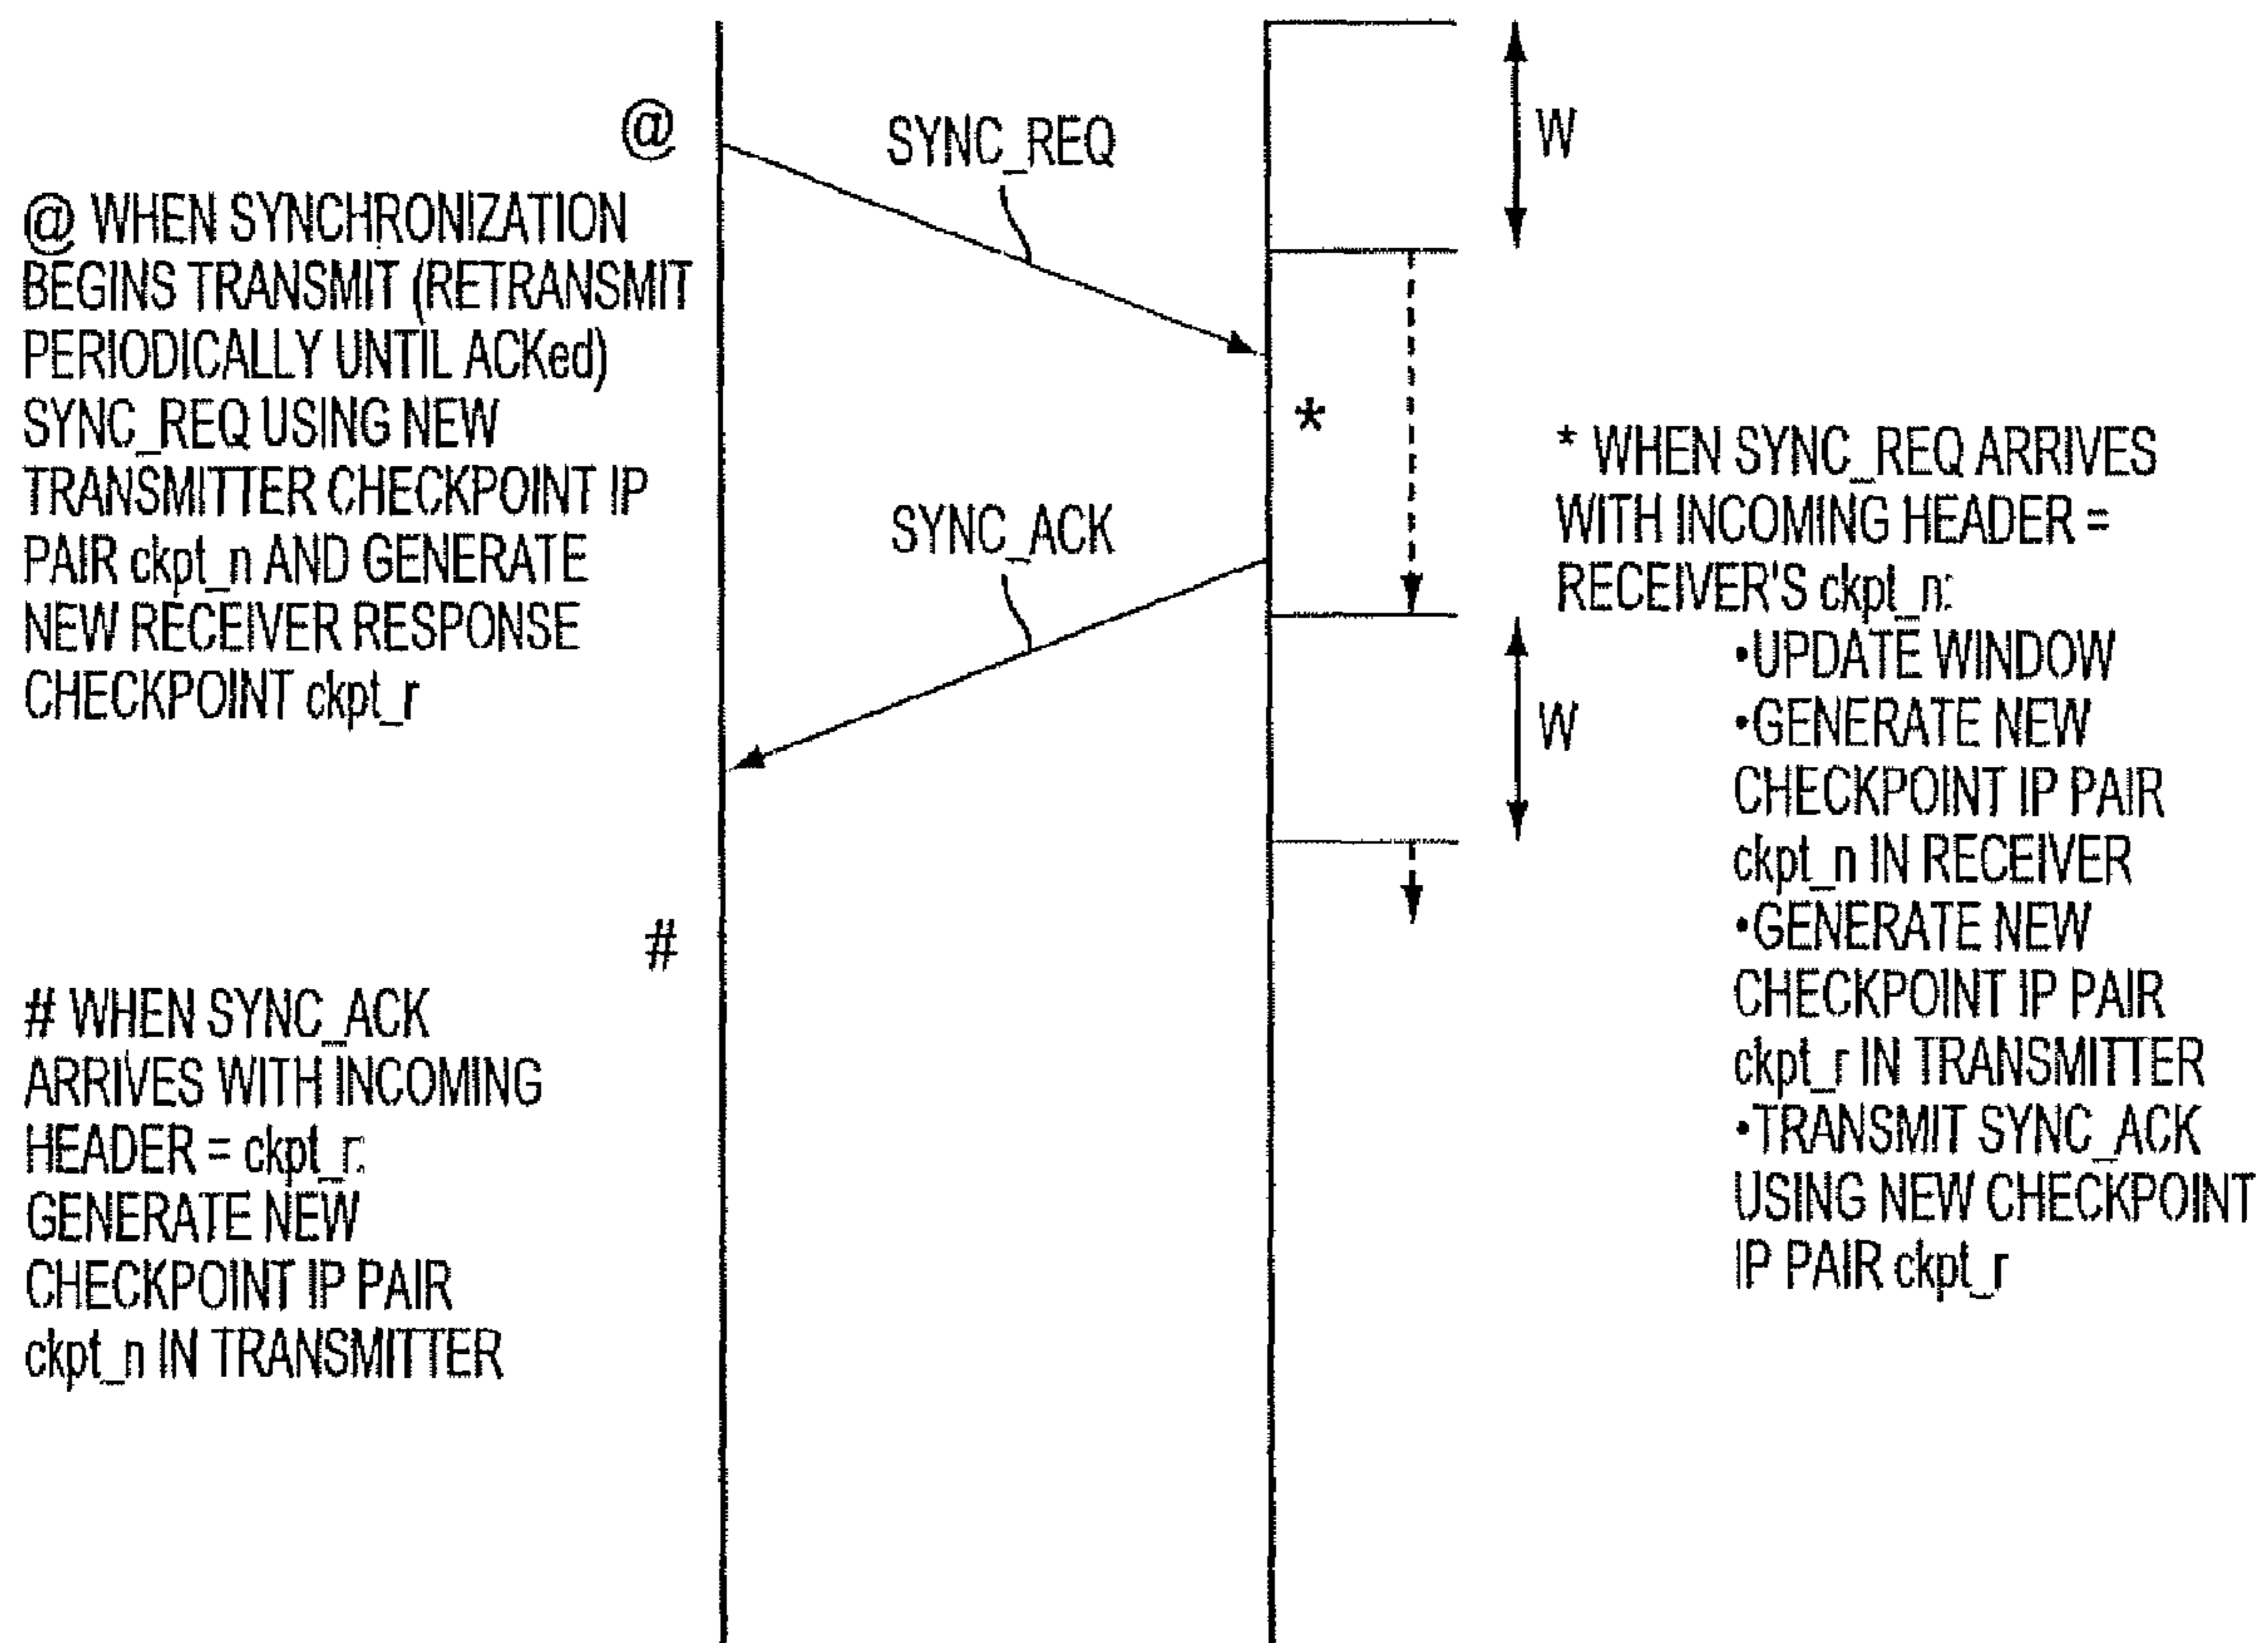 @
@ WHEN SYNCHRONIZATION
BEGINS TRANSMIT (RETRANSMIT
PERIODICALLY UNTIL ACKed)
SYNC_REQ USING NEW
TRANSMITTER CHECKPOINT IP
PAIR ckpt_n AND GENERATE
NEW RECEIVER RESPONSE
CHECKPOINT ckpt_r
#
# WHEN SYNC_ACK
ARRIVES WITH INCOMING
HEADER = ckpt_r:
GENERATE NEW
CHECKPOINT IP PAIR
ckpt_n IN TRANSMITTER
SYNC_REQ
SYNC_ACK
W
*
W
* WHEN SYNC_REQ ARRIVES
WITH INCOMING HEADER =
RECEIVER'S ckpt_n:
•UPDATE WINDOW
•GENERATE NEW
CHECKPOINT IP PAIR
ckpt_n IN RECEIVER
•GENERATE NEW
CHECKPOINT IP PAIR
ckpt_r IN TRANSMITTER
•TRANSMIT SYNC_ACK
USING NEW CHECKPOINT
IP PAIR ckpt_r